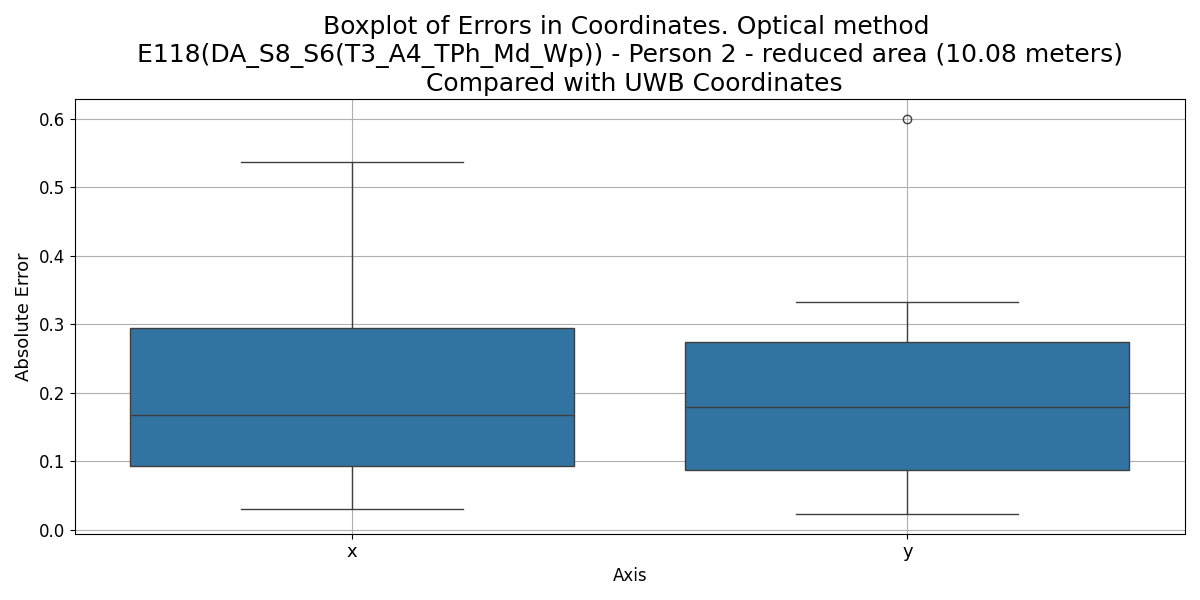 Boxplot of Errors in Coordinates. Optical method
E118(DA_S8_S6(T3_A4_TPh_Md_Wp)) - Person 2 - reduced area (10.08 meters)
Compared with UWB Coordinates
Absolute Error
0.6
0.5
0.4
0.3
0.2
0.1
0.0
x
y
Axis